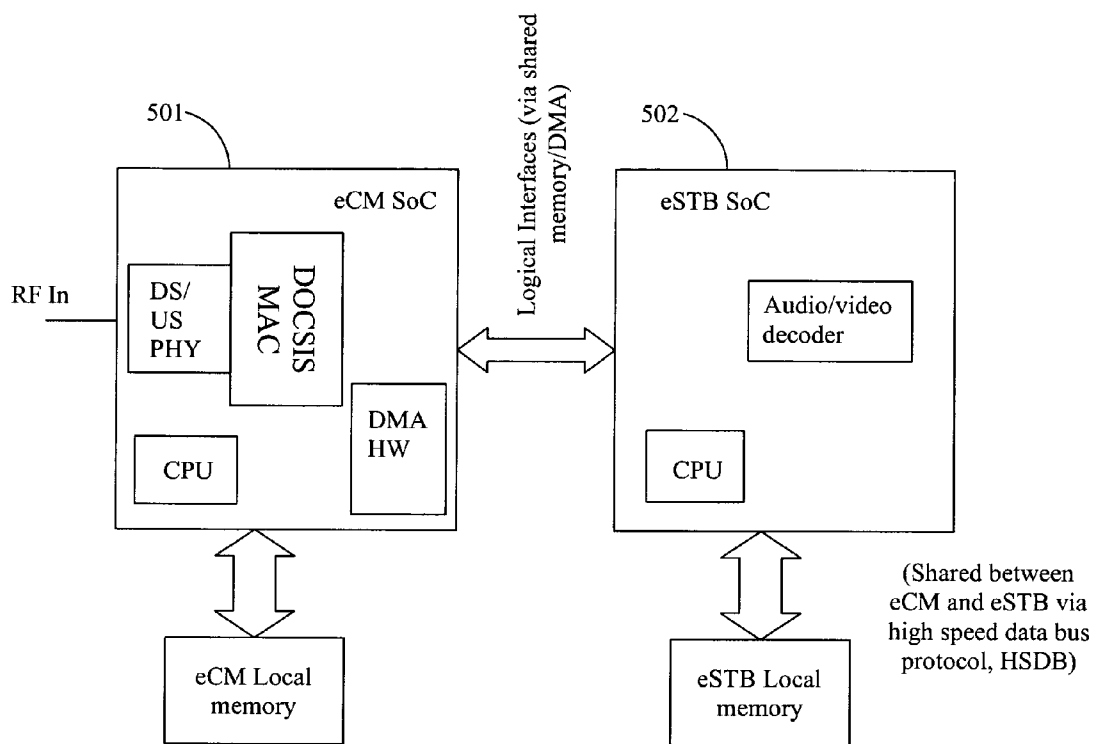 501
502
Logical Interfaces (via shared
memory/DMA)
eCM SoC
eSTB SoC
RF In
DS/
US
PHY
DOCSIS
MAC
Audio/video
decoder
DMA
HW
CPU
CPU
(Shared between
eCM and eSTB via
high speed data bus
protocol, HSDB)
eCM Local
memory
eSTB Local
memory